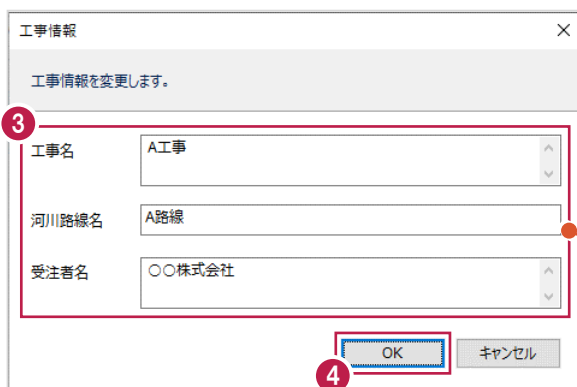 工事情報
工事情報を変更します。
3
工事名
A工事
河川路線名
A路線
受注者名
○○株式会社
OK
キャンセル
4